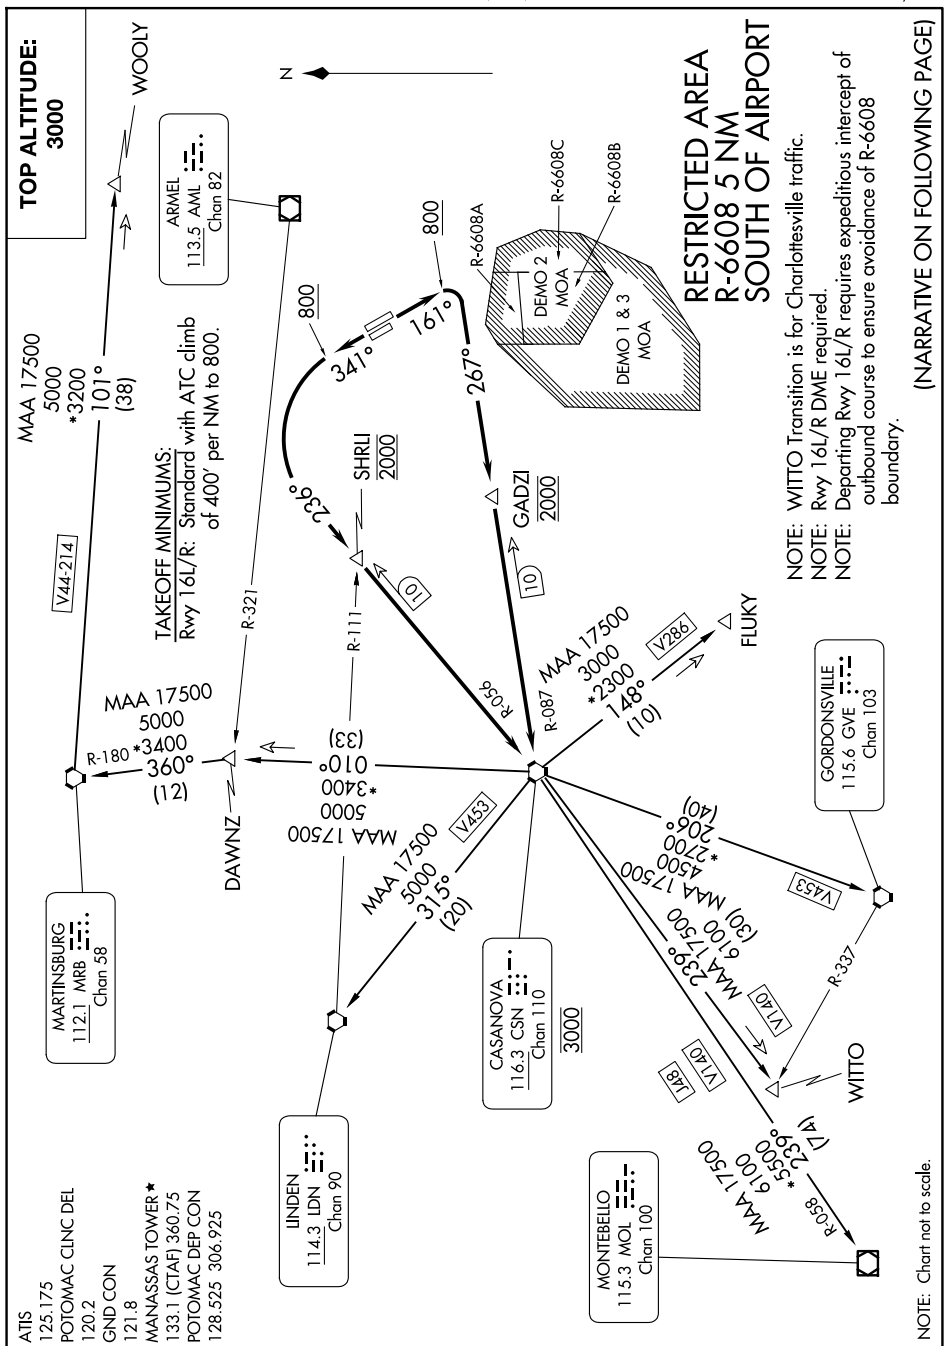 TOP ALTITUDE:
3000
ATIS
125.175
POTOMAC CLNC DEL
120.2
GND CON
121.8
MANASSAS TOWER★
133.1 (CTAF) 360.75
POTOMAC DEP CON
128.525 306.925
MARTINSBURG
112.1 MRB
Chan 58
MAA 17500
5000
*3200
101°
(38)
V44-214
WOOLY
ARMEL
113.5 AML
Chan 82
N
TAKEOFF MINIMUMS:
Rwy 16L/R: Standard with ATC climb
of 400' per NM to 800.
MAA 17500
5000
*3400
360°
(12)
R-180
DAWNZ
R-321
LINDEN
114.3 LDN
Chan 90
R-111
MAA 17500
5000
*3400
010°
(33)
MAA 17500
5000
315°
(20)
V453
SHRLI
2000
236°
341°
800
161°
800
267°
GADZI
2000
10
10
R-056
R-087
CASANOVA
116.3 CSN
Chan 110
3000
MAA 17500
3000
*2300
148°
(10)
V286
FLUKY
R-6608A
R-6608C
R-6608B
DEMO 2
MOA
DEMO 1 & 3
MOA
RESTRICTED AREA
R-6608 5 NM
SOUTH OF AIRPORT
GORDONSVILLE
115.6 GVE
Chan 103
MAA 17500
4500
*2700
206°
(40)
V453
R-337
MAA 17500
6100
(30)
239°
V140
WITTO
J48
V140
MAA 17500
6100
*5500
239°
(74)
R-058
MONTEBELLO
115.3 MOL
Chan 100
NOTE: WITTO Transition is for Charlottesville traffic.
NOTE: Rwy 16L/R DME required.
NOTE: Departing Rwy 16L/R requires expeditious intercept of
outbound course to ensure avoidance of R-6608
boundary.
NOTE: Chart not to scale.
(NARRATIVE ON FOLLOWING PAGE)